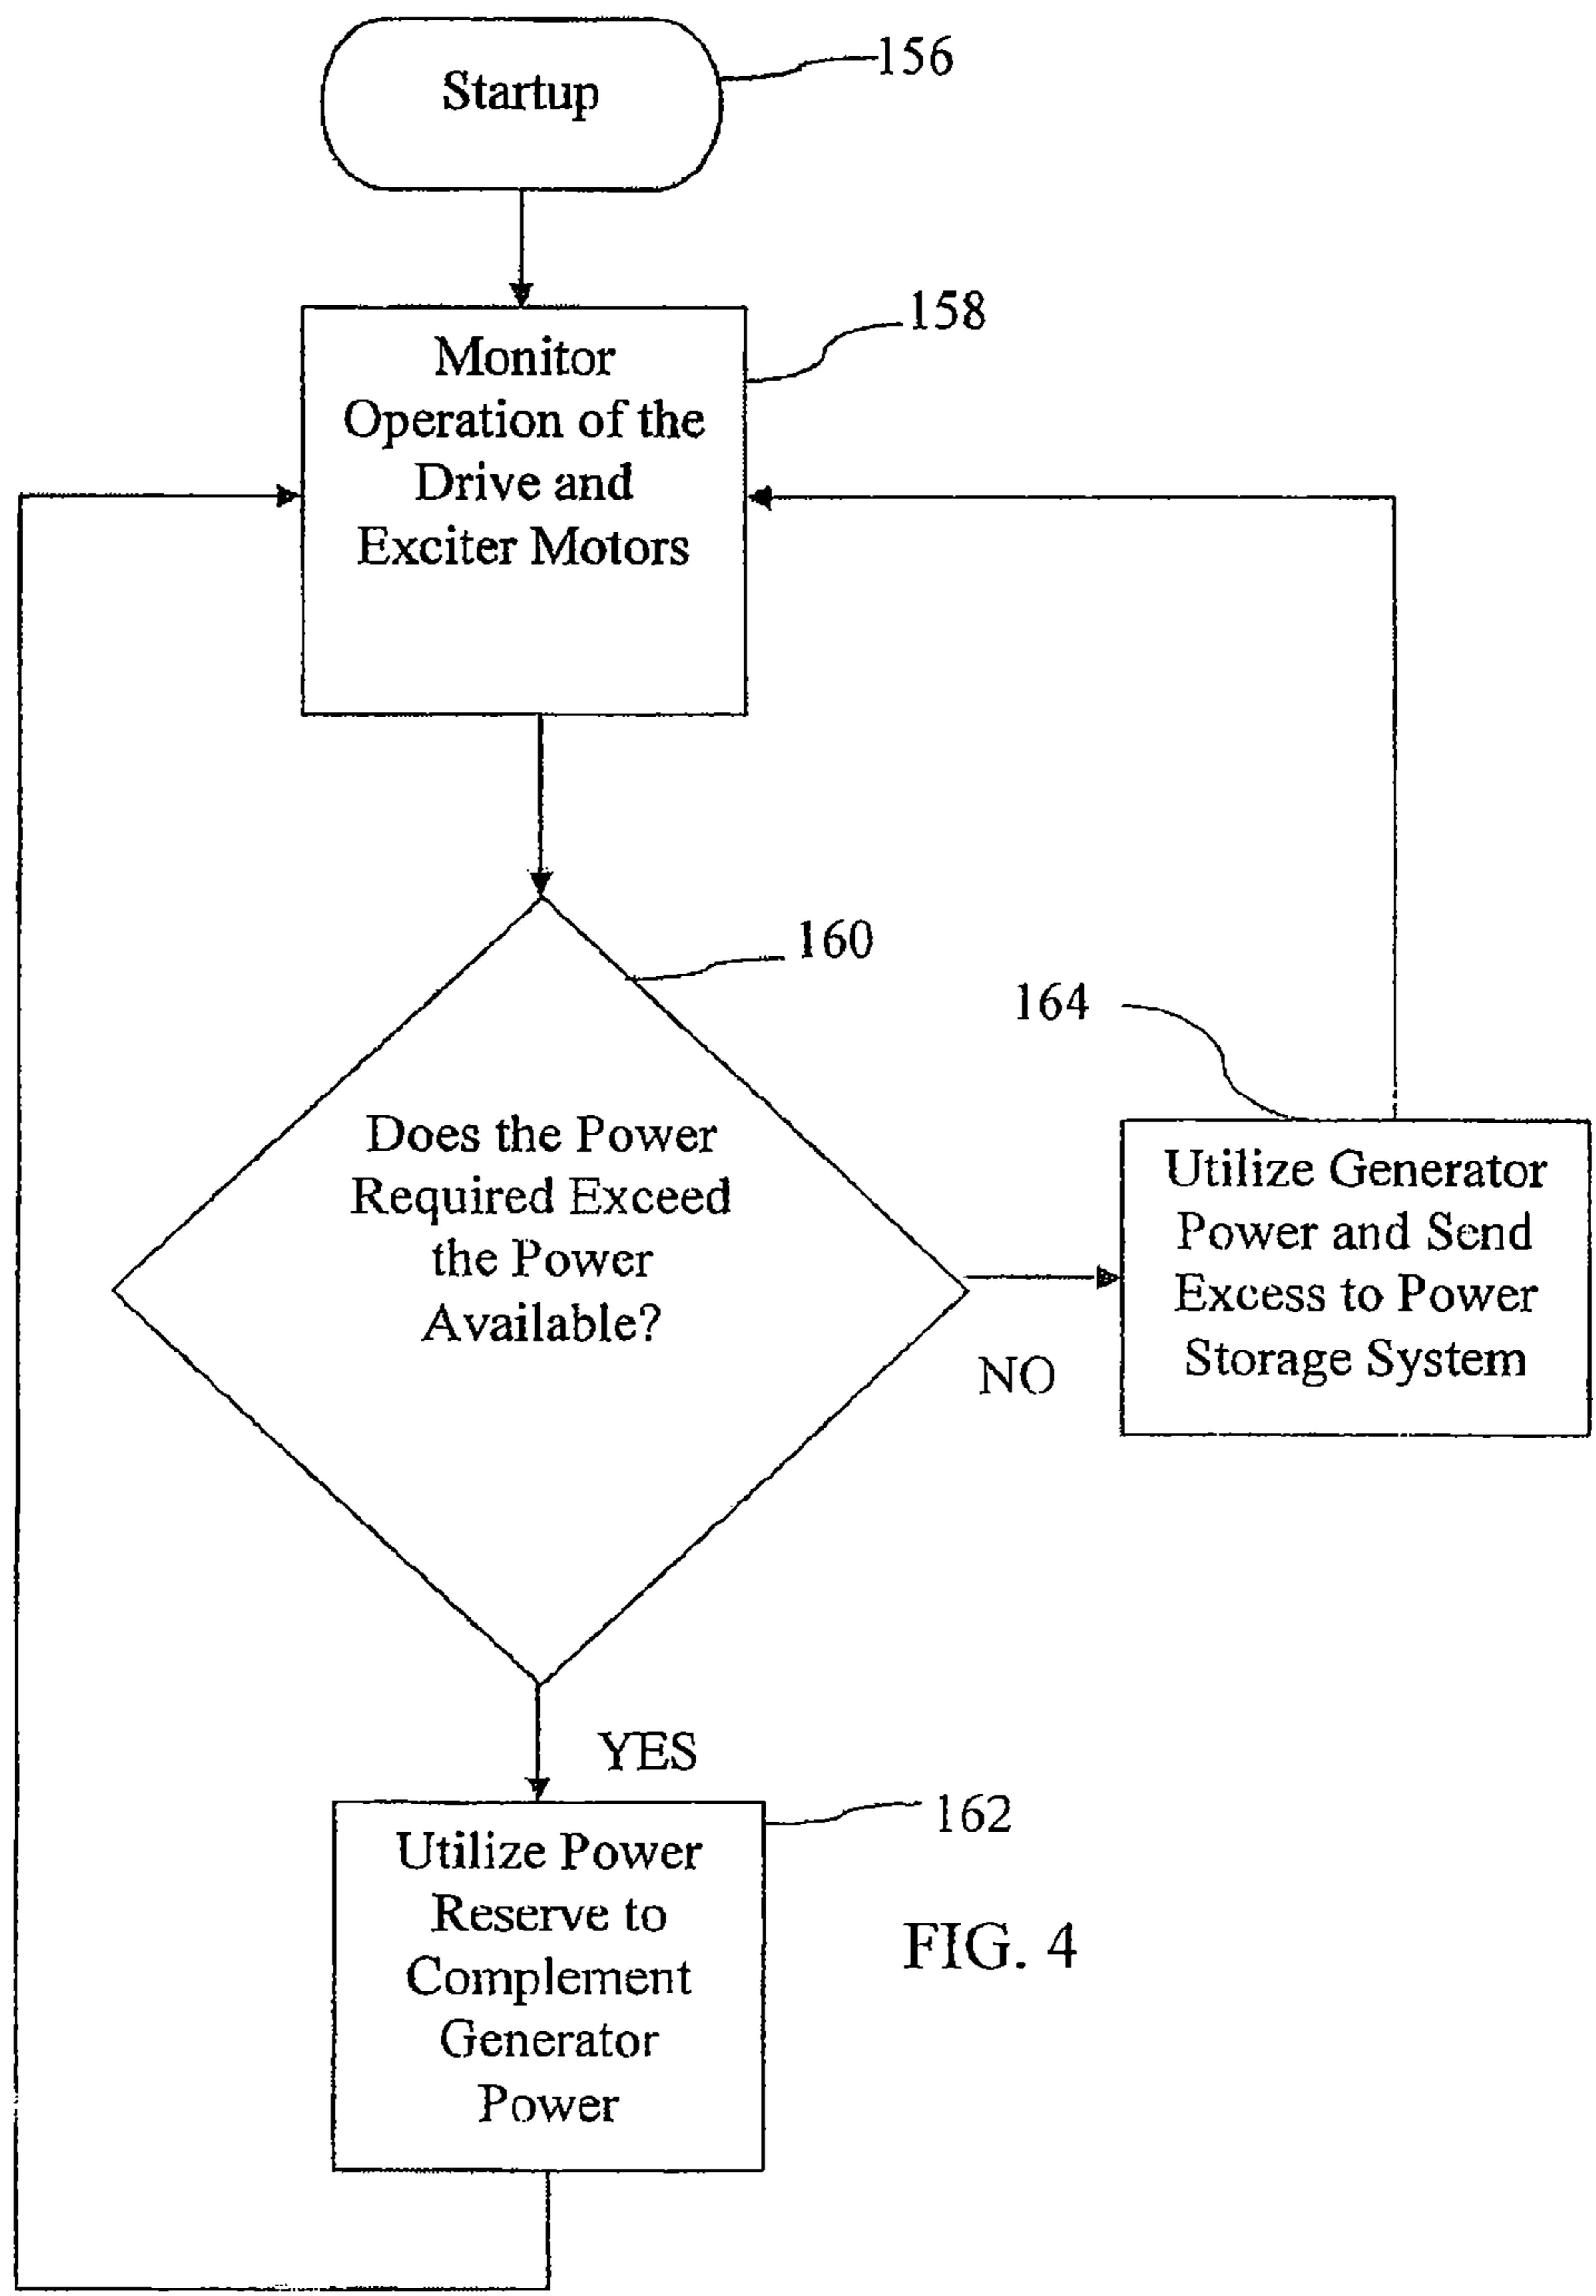 Startup
156
Monitor
Operation of the
Drive and
Exciter Motors
158
160
Does the Power
Required Exceed
the Power
Available?
164
Utilize Generator
Power and Send
Excess to Power
Storage System
NO
YES
162
Utilize Power
Reserve to
Complement
Generator
Power
FIG. 4